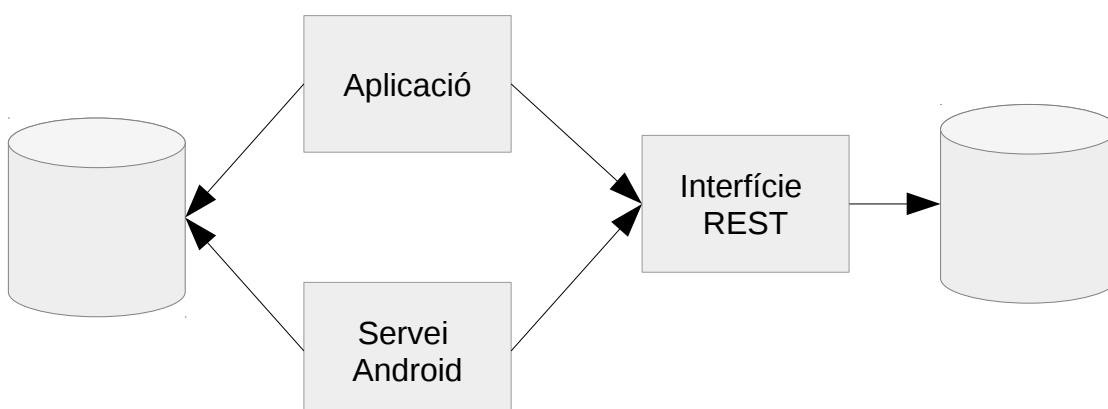 Aplicació
Interfície
REST
Servei
Android